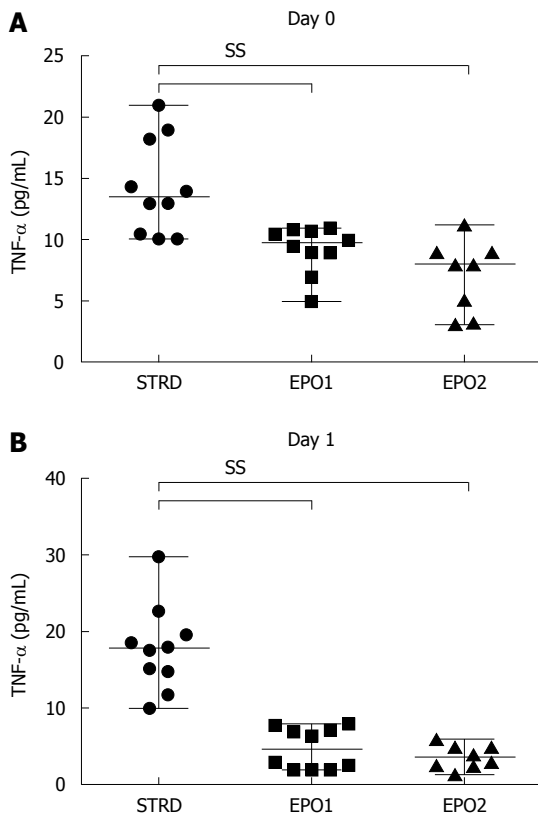 A
Day 0
SS
25
20
15
10
5
0
TNF-α (pg/mL)
STRD EPO1 EPO2
B
Day 1
SS
40
30
20
10
0
TNF-α (pg/mL)
STRD EPO1 EPO2